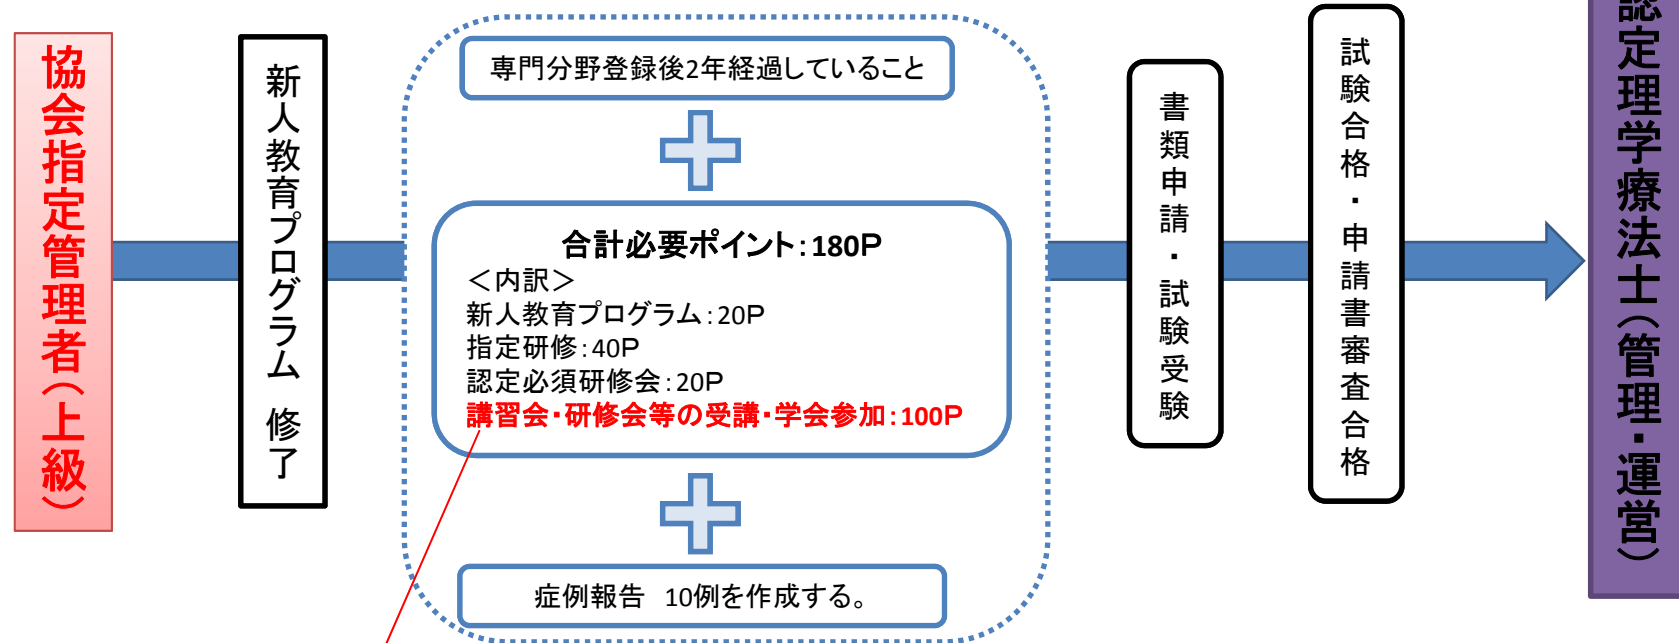 協会指定管理者（上級）
新人教育プログラム 修了
専門分野登録後2年経過していること
合計必要ポイント：180P
＜内訳＞
新人教育プログラム：20P
指定研修：40P
認定必須研修会：20P
講習会・研修会等の受講・学会参加：100P
症例報告　10例を作成する。
書類申請・試験受験
試験合格・申請書審査合格
認定理学療法士（管理・運営）